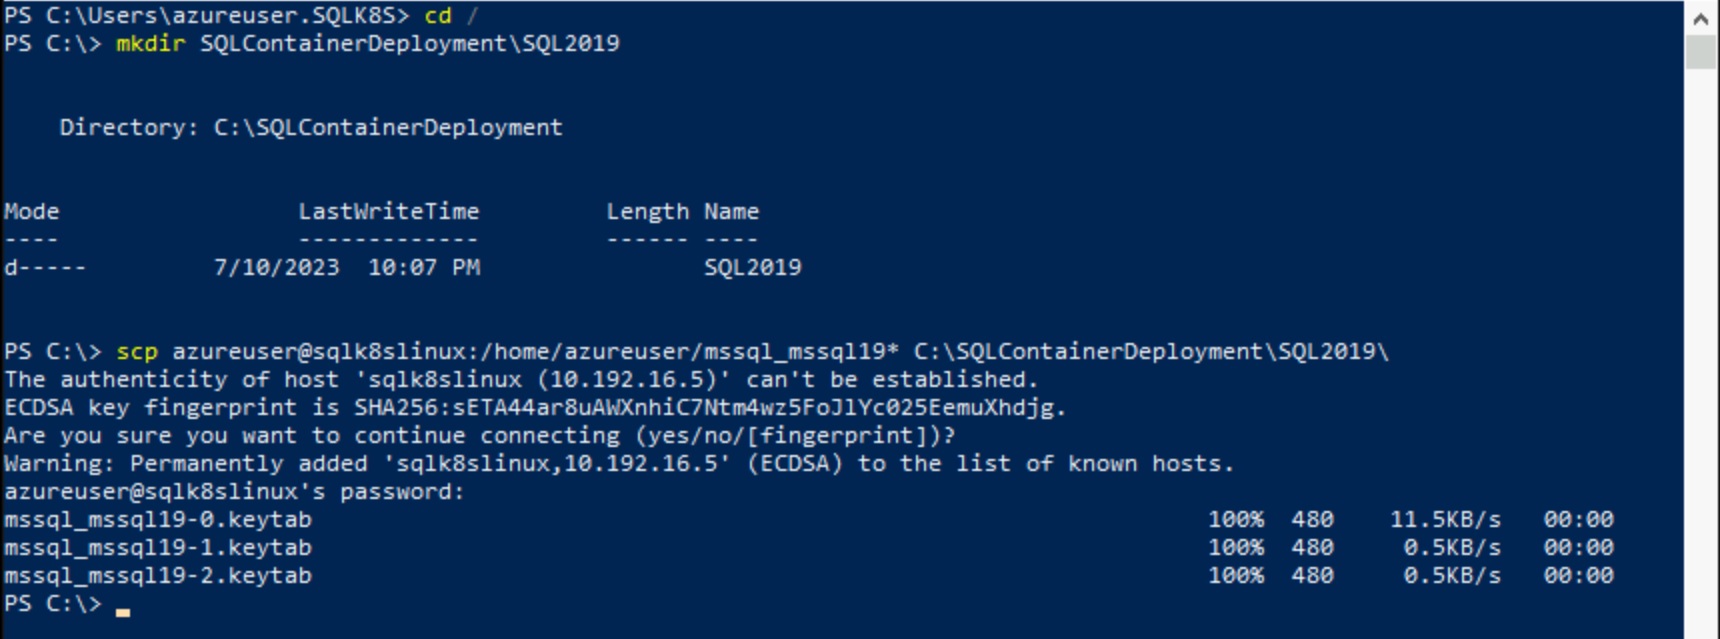 PS C:\Users\azureuser.SQLK8S> cd /
PS C:\> mkdir SQLContainerDeployment\SQL2019
Directory: C:\SQLContainerDeployment
Mode LastWriteTime Length Name
---- ------------- ------ ----
d----- 7/10/2023 10:07 PM SQL2019
PS C:\> scp azureuser@sqlk8slinux:/home/azureuser/mssql_mssql19* C:\SQLContainerDeployment\SQL2019\
The authenticity of host 'sqlk8slinux (10.192.16.5)' can't be established.
ECDSA key fingerprint is SHA256:sETA44ar8uAWXnhiC7Ntm4wz5FoJlYc025EemuXhdjg.
Are you sure you want to continue connecting (yes/no/[fingerprint])?
Warning: Permanently added 'sqlk8slinux,10.192.16.5' (ECDSA) to the list of known hosts.
azureuser@sqlk8slinux's password:
mssql_mssql19-0.keytab 100% 480 11.5KB/s 00:00
mssql_mssql19-1.keytab 100% 480 0.5KB/s 00:00
mssql_mssql19-2.keytab 100% 480 0.5KB/s 00:00
PS C:\>